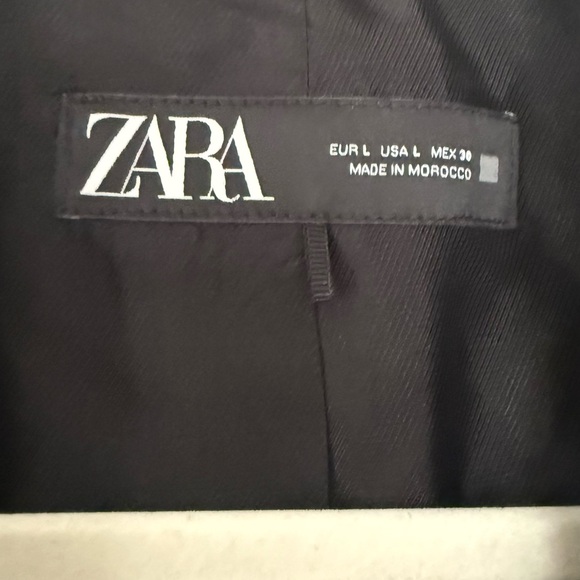 ZARA
EUR L USA L MEX 30
MADE IN MOROCCO